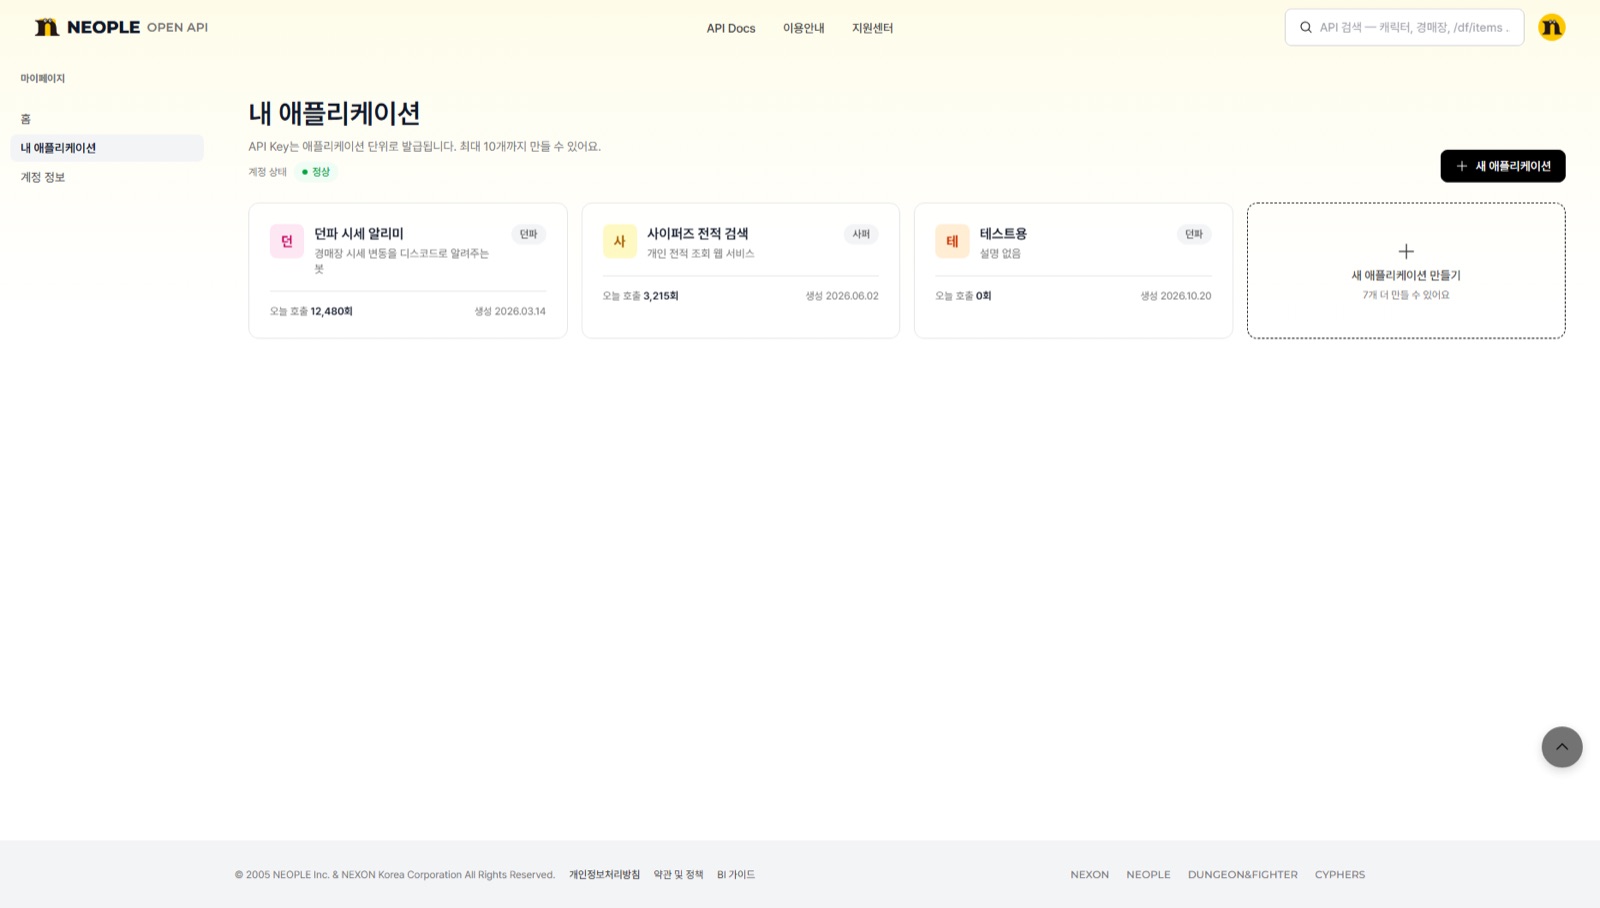 NEOPLE OPEN API
API Docs
이용안내
지원센터
API 검색 — 캐릭터, 경매장, /df/items .
마이페이지
홈
내 애플리케이션
계정 정보
내 애플리케이션
API Key는 애플리케이션 단위로 발급됩니다. 최대 10개까지 만들 수 있어요.
계정 상태 정상
새 애플리케이션
던
던파 시세 알리미
던파
경매장 시세 변동을 디스코드로 알려주는
봇
오늘 호출 12,480회
생성 2026.03.14
사
사이퍼즈 전적 검색
사퍼
개인 전적 조회 웹 서비스
오늘 호출 3,215회
생성 2026.06.02
테
테스트용
던파
설명 없음
오늘 호출 0회
생성 2026.10.20
새 애플리케이션 만들기
7개 더 만들 수 있어요
© 2005 NEOPLE Inc. & NEXON Korea Corporation All Rights Reserved.
개인정보처리방침
약관 및 정책
BI 가이드
NEXON
NEOPLE
DUNGEON&FIGHTER
CYPHERS